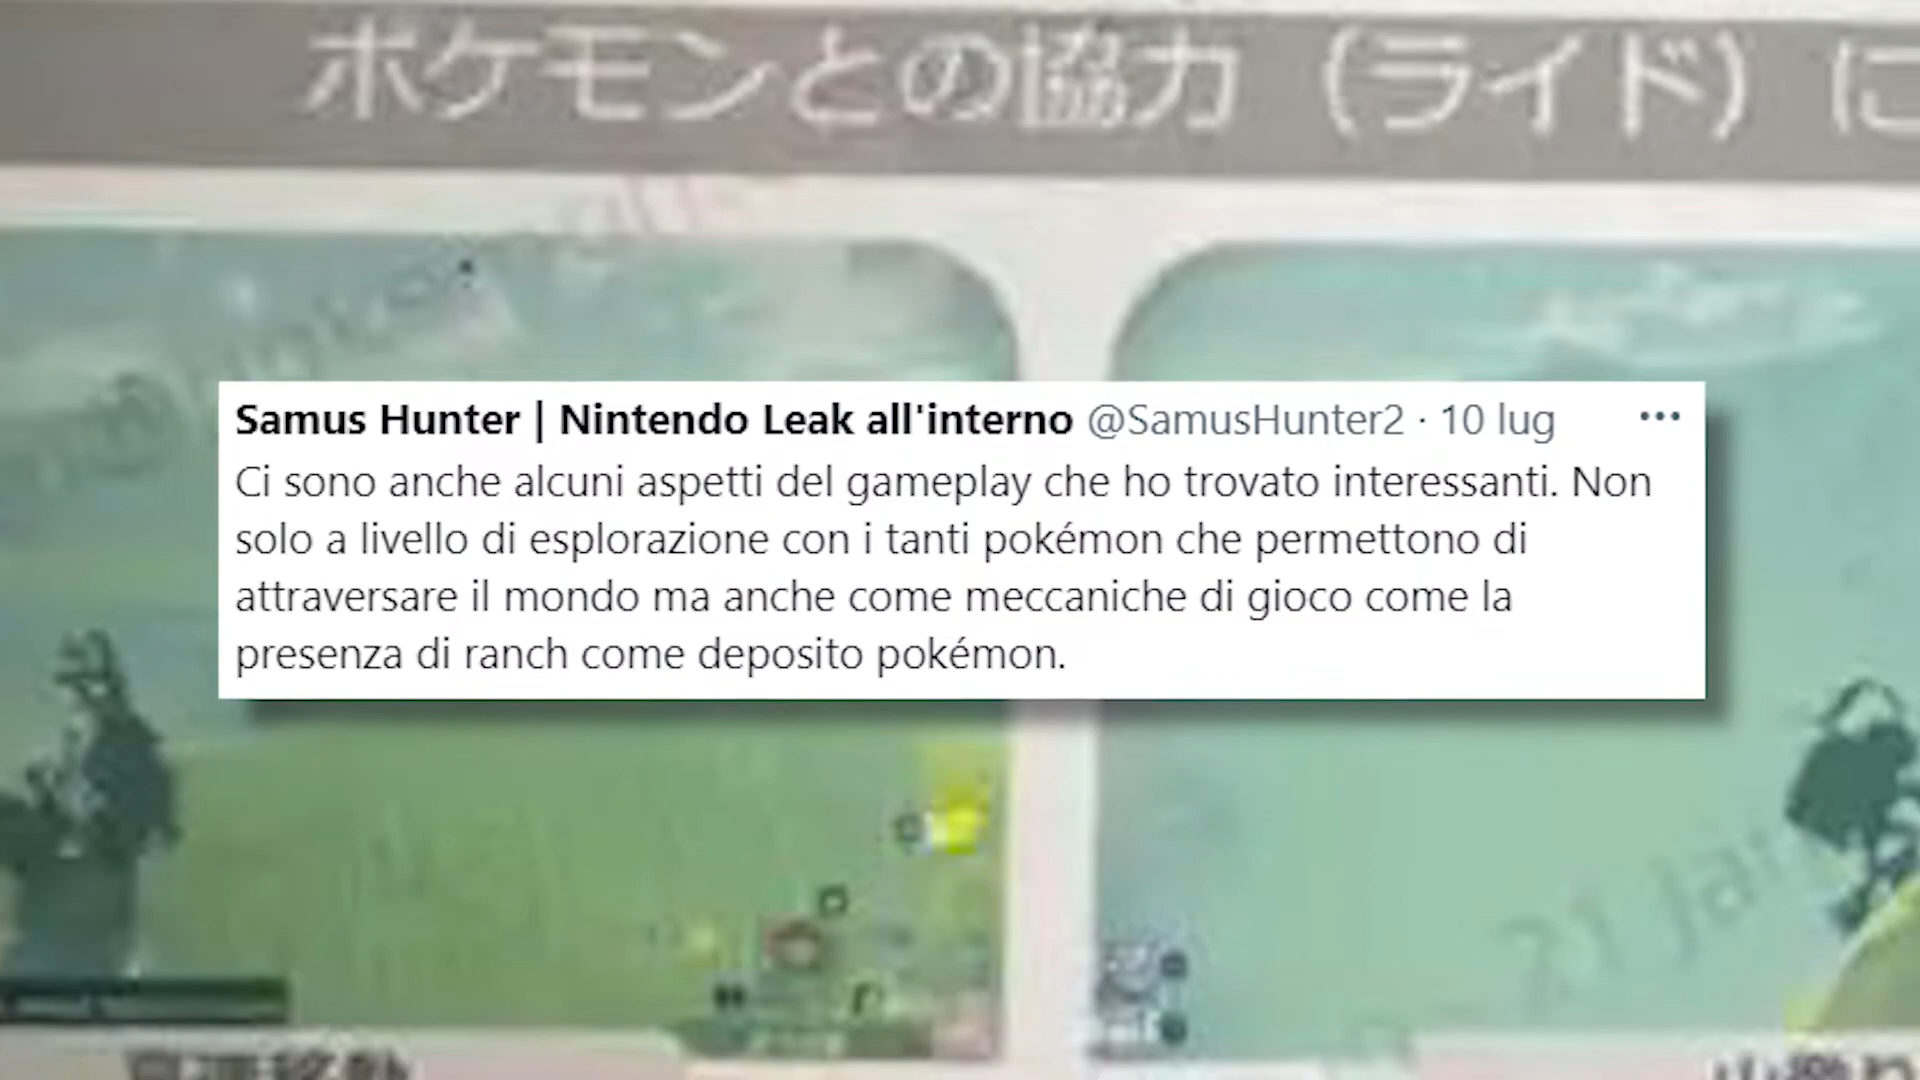 ポケモンとの協力（ライド）に
Samus Hunter | Nintendo Leak all'interno @SamusHunter2 · 10 lug
Ci sono anche alcuni aspetti del gameplay che ho trovato interessanti. Non
solo a livello di esplorazione con i tanti pokémon che permettono di
attraversare il mondo ma anche come meccaniche di gioco come la
presenza di ranch come deposito pokémon.
21 Jan